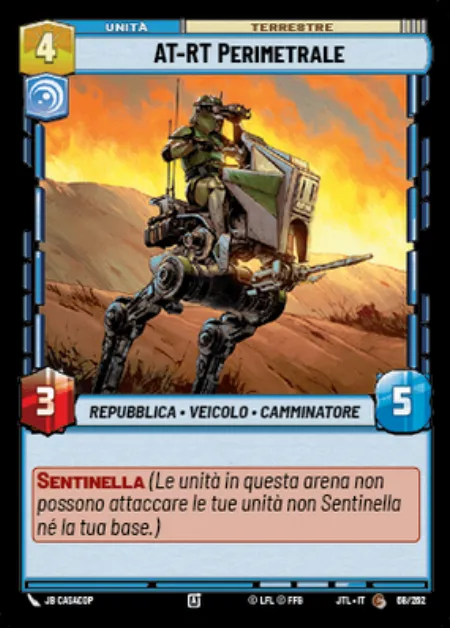 UNITÀ
TERRESTRE
4
AT-RT PERIMETRALE
3
REPUBBLICA • VEICOLO • CAMMINATORE
5
SENTINELLA (Le unità in questa arena non
possono attaccare le tue unità non Sentinella
né la tua base.)
JB CASACOP
© LFL © FFG
JTL • IT
C
68/262